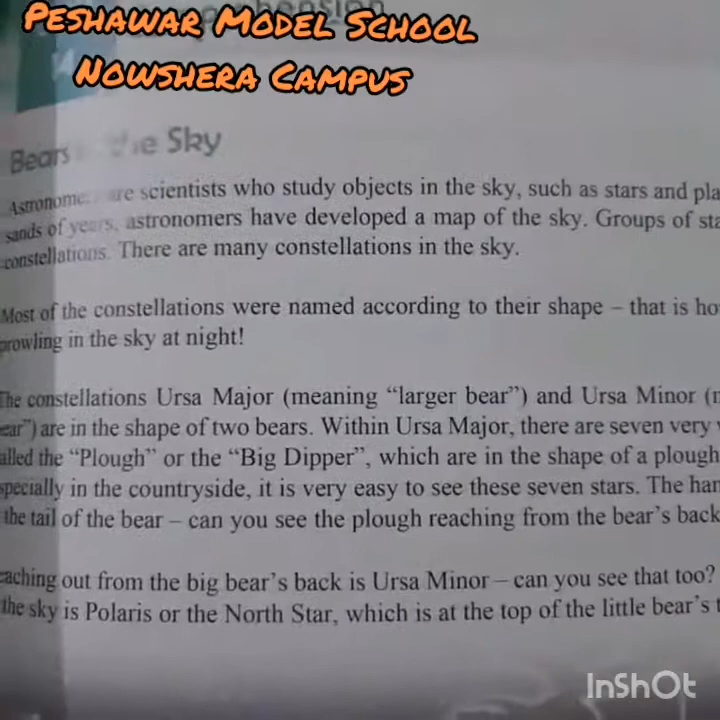 Peshawar Model School
Nowshera Campus
Bears the Sky
are scientists who study objects in the sky, such as stars and pla
sands of years, astronomers have developed a map of the sky. Groups of sta
constellations. There are many constellations in the sky.
Most of the constellations were named according to their shape – that is ho
prowling in the sky at night!
The constellations Ursa Major (meaning “larger bear”) and Ursa Minor (
ear”) are in the shape of two bears. Within Ursa Major, there are seven very
alled the “Plough” or the “Big Dipper”, which are in the shape of a plough
specially in the countryside, it is very easy to see these seven stars. The han
the tail of the bear – can you see the plough reaching from the bear’s back
eaching out from the big bear’s back is Ursa Minor – can you see that too?
the sky is Polaris or the North Star, which is at the top of the little bear’s t
InShOt